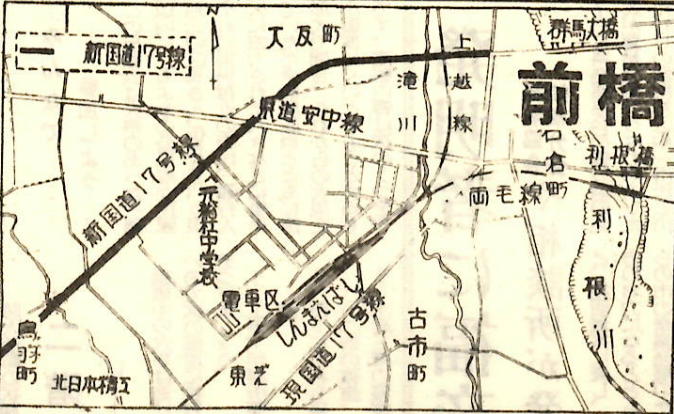 新国道17号線
大友町
上越線
滝川
群馬大橋
前橋
県道安中線
石倉町
利根橋
両毛線
新国道17号線
元総社中学校
利根川
電車区
しんまえばし
現国道17号線
古市町
鳥羽町
東芝
北日本精工